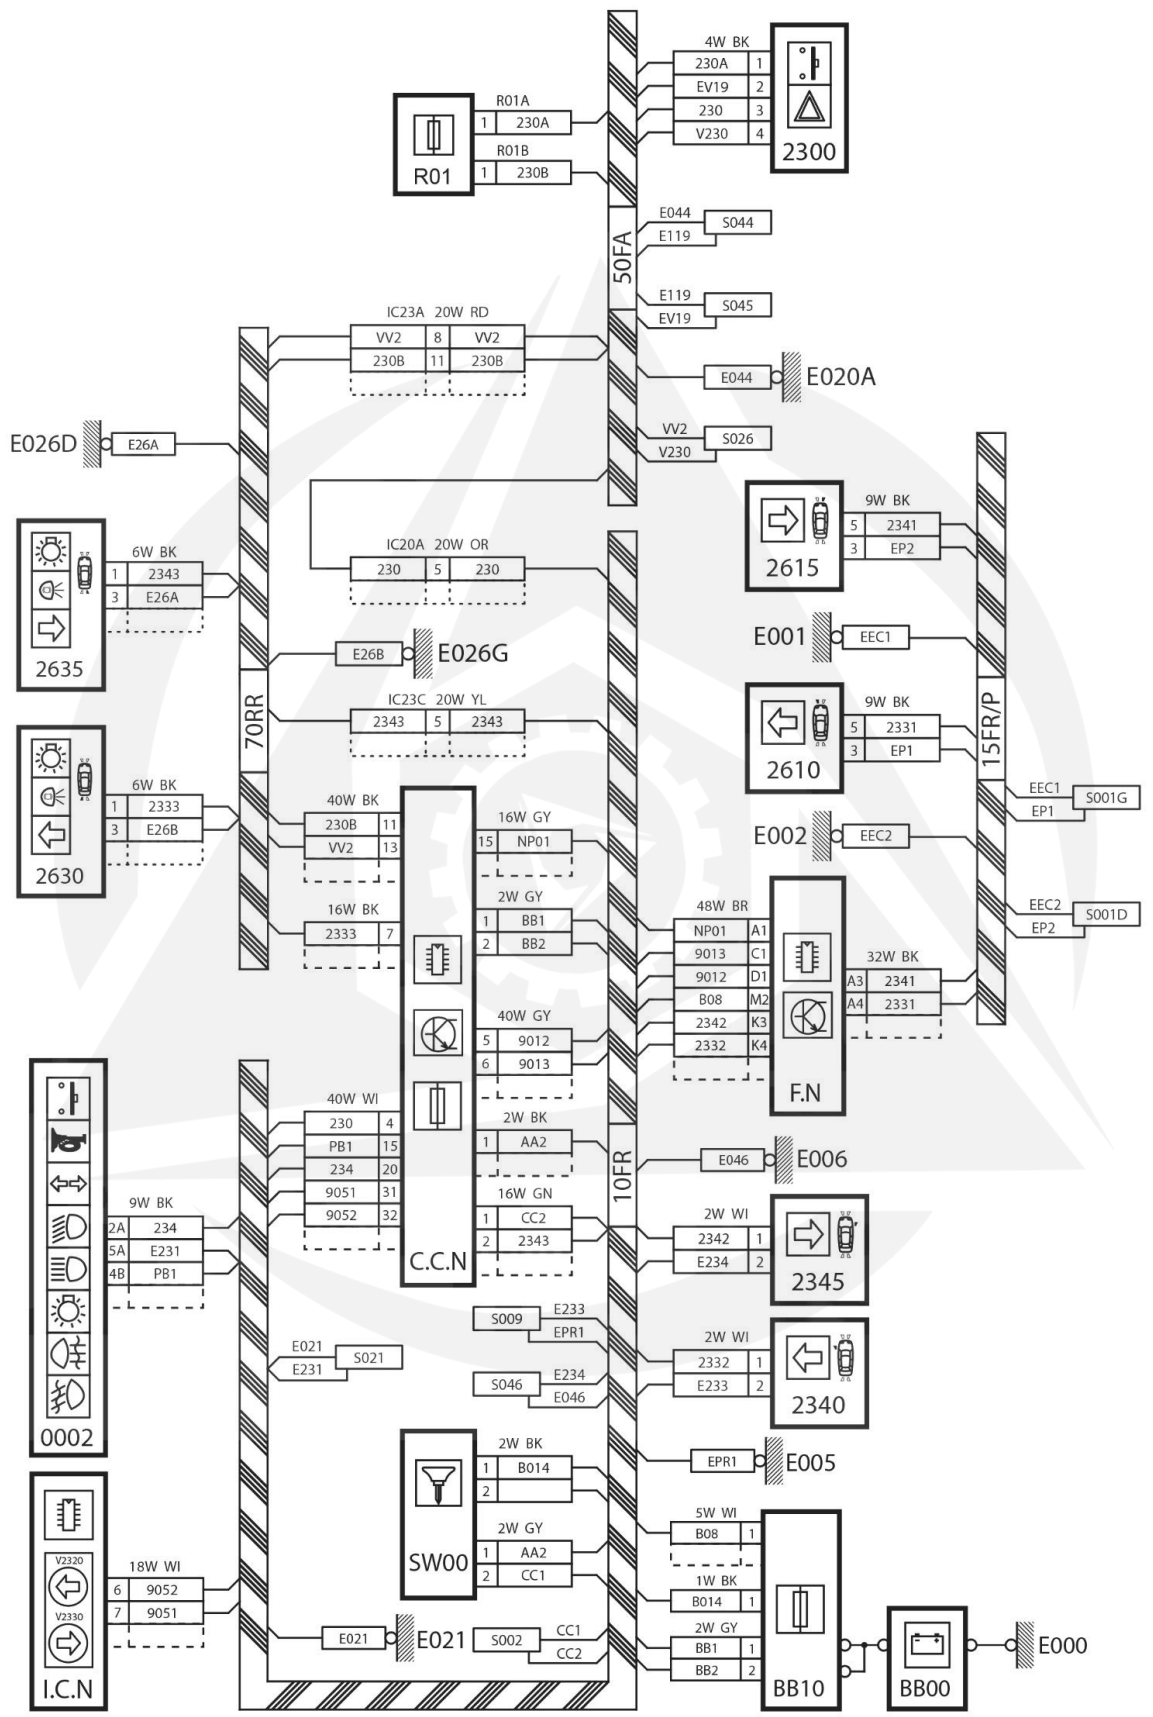 4W BK
230A 1
EV19 2
230 3
V230 4
2300
R01A
1 230A
R01B
1 230B
R01
50FA
E044
E119
S044
E119
EV19
S045
IC23A 20W RD
VV2 8 VV2
230B 11 230B
E044
E020A
VV2
V230
S026
E026D
E26A
9W BK
5 2341
3 EP2
2615
6W BK
1 2343
3 E26A
2635
IC20A 20W OR
230 5 230
E001
EEC1
E26B
E026G
70RR
IC23C 20W YL
2343 5 2343
15FR/P
9W BK
5 2331
3 EP1
2610
6W BK
1 2333
3 E26B
2630
40W BK
230B 11
VV2 13
16W GY
15 NP01
EEC1
EP1
S001G
E002
EEC2
16W BK
2333 7
2W GY
1 BB1
2 BB2
48W BR
NP01 A1
9013 C1
9012 D1
B08 M2
2342 K3
2332 K4
F.N
EEC2
EP2
S001D
32W BK
A3 2341
A4 2331
40W GY
5 9012
6 9013
40W WI
230 4
PB1 15
234 20
9051 31
9052 32
2W BK
1 AA2
16W GN
1 CC2
2 2343
C.C.N
10FR
E046
E006
9W BK
2A 234
5A E231
4B PB1
0002
2W WI
2342 1
E234 2
2345
E233
EPR1
S009
E021
E231
S021
E234
E046
S046
2W WI
2332 1
E233 2
2340
2W BK
1 B014
2
2W GY
1 AA2
2 CC1
SW00
EPR1
E005
V2320
V2330
18W WI
6 9052
7 9051
I.C.N
5W WI
B08 1
1W BK
B014 1
2W GY
BB1 1
BB2 2
BB10
BB00
E000
E021
E021
CC1
CC2
S002